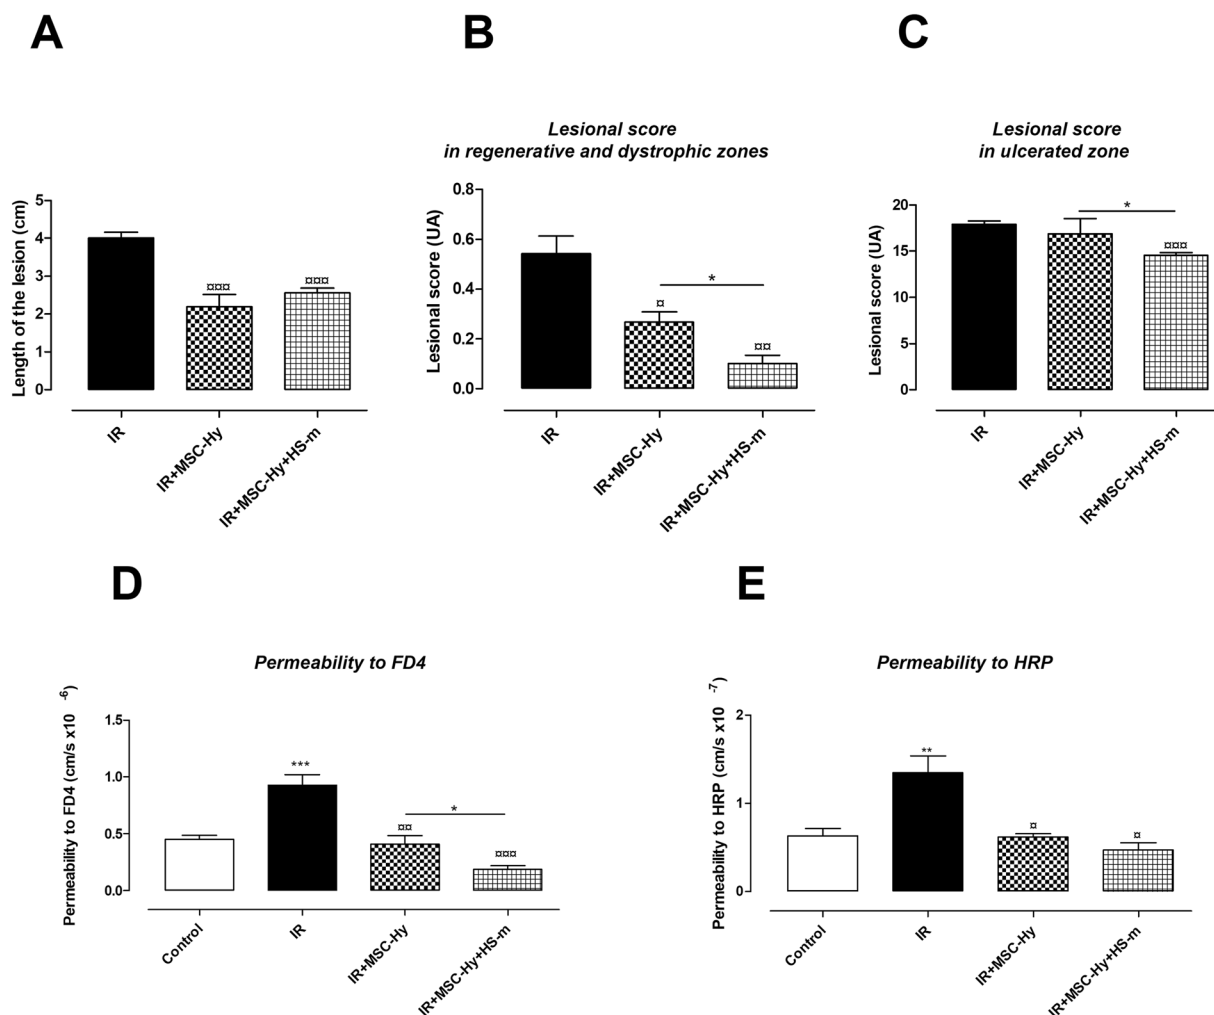 A
Length of the lesion (cm)
5
4
3
2
1
0
¤¤¤
¤¤¤
IR
IR+MSC-Hy
IR+MSC-Hy+HS-m
B
Lesional score
in regenerative and dystrophic zones
Lesional score (UA)
0.8
0.6
0.4
0.2
0.0
¤
*
¤¤
IR
IR+MSC-Hy
IR+MSC-Hy+HS-m
C
Lesional score
in ulcerated zone
Lesional score (UA)
20
15
10
5
0
*
¤¤¤
IR
IR+MSC-Hy
IR+MSC-Hy+HS-m
D
Permeability to FD4
Permeability to FD4 (cm/s x10 -6)
1.5
1.0
0.5
0.0
***
¤¤
*
¤¤¤
Control
IR
IR+MSC-Hy
IR+MSC-Hy+HS-m
E
Permeability to HRP
Permeability to HRP (cm/s x10 -7)
2
1
0
**
¤
¤
Control
IR
IR+MSC-Hy
IR+MSC-Hy+HS-m